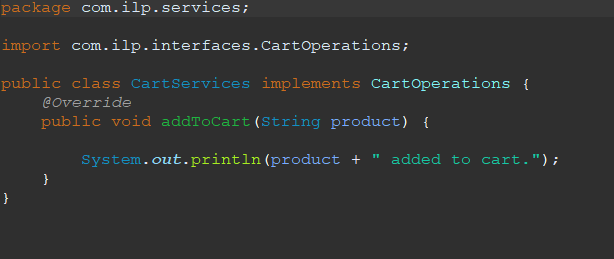 package com.ilp.services;
import com.ilp.interfaces.CartOperations;
public class CartServices implements CartOperations {
@Override
public void addToCart(String product) {
System.out.println(product + " added to cart.");
}
}